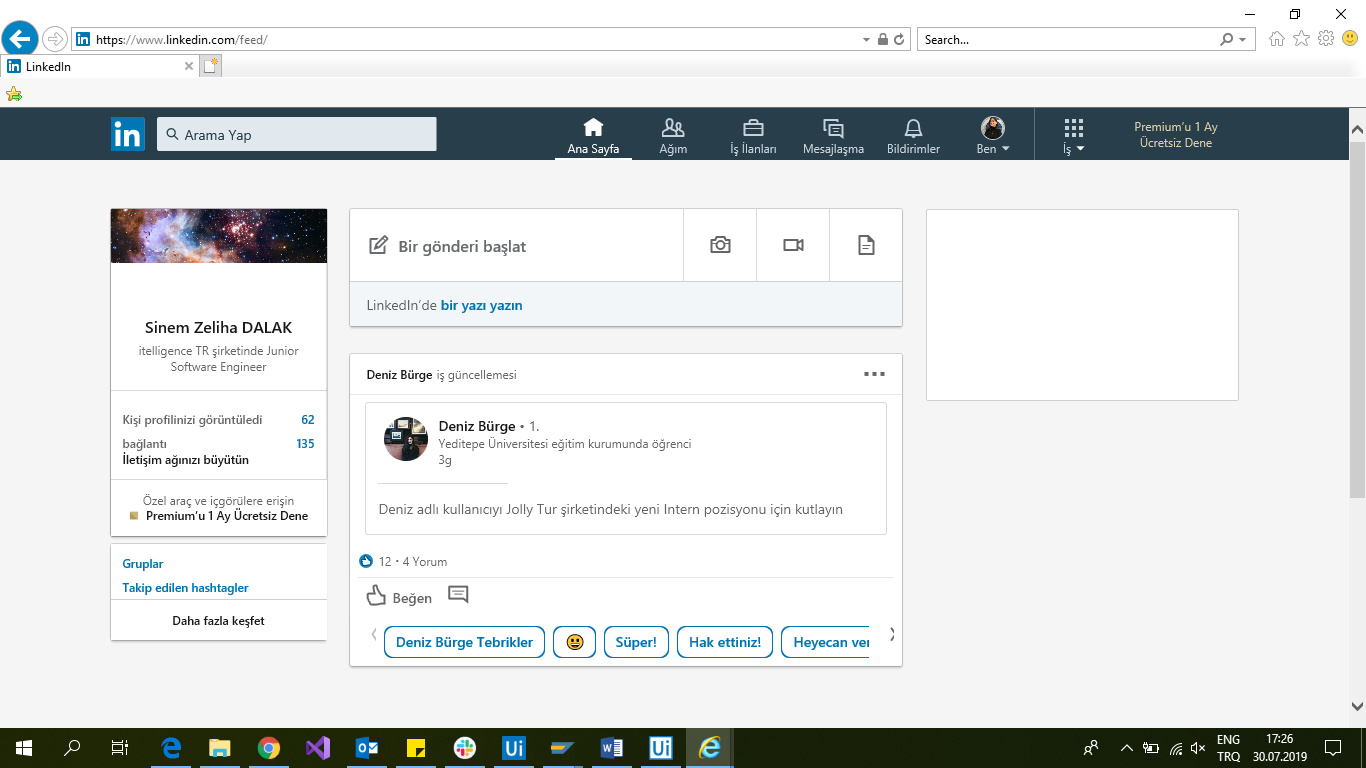 https://www.linkedin.com/feed/
Search...
LinkedIn
in
Arama Yap
Ana Sayfa
Ağım
İş İlanları
Mesajlaşma
Bildirimler
Ben
İş
Premium'u 1 Ay
Ücretsiz Dene
Sinem Zeliha DALAK
itelligence TR şirketinde Junior
Software Engineer
Kişi profilinizi görüntüledi 62
bağlantı 135
İletişim ağınızı büyütün
Özel araç ve içgörülere erişin
Premium'u 1 Ay Ücretsiz Dene
Gruplar
Takip edilen hashtagler
Daha fazla keşfet
Bir gönderi başlat
LinkedIn'de bir yazı yazın
Deniz Bürge iş güncellemesi
Deniz Bürge • 1.
Yeditepe Üniversitesi eğitim kurumunda öğrenci
3g
Deniz adlı kullanıcıyı Jolly Tur şirketindeki yeni Intern pozisyonu için kutlayın
12 • 4 Yorum
Beğen
Deniz Bürge Tebrikler
Süper!
Hak ettiniz!
Heyecan ver
Ui
Ui
ENG
TRQ
17:26
30.07.2019